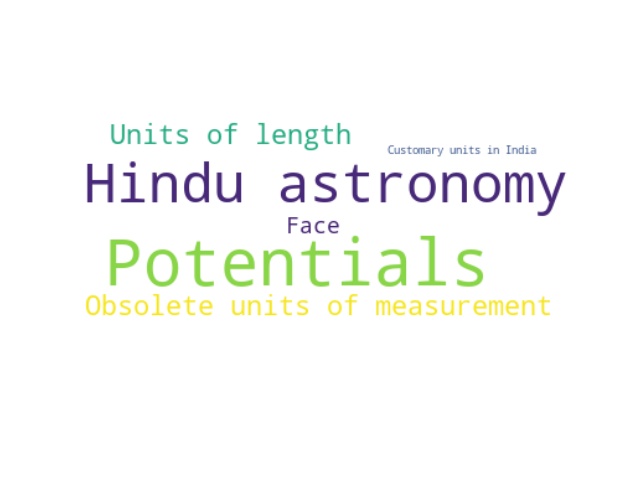 Units of length
Customary units in India
Hindu astronomy
Face
Potentials
Obsolete units of measurement